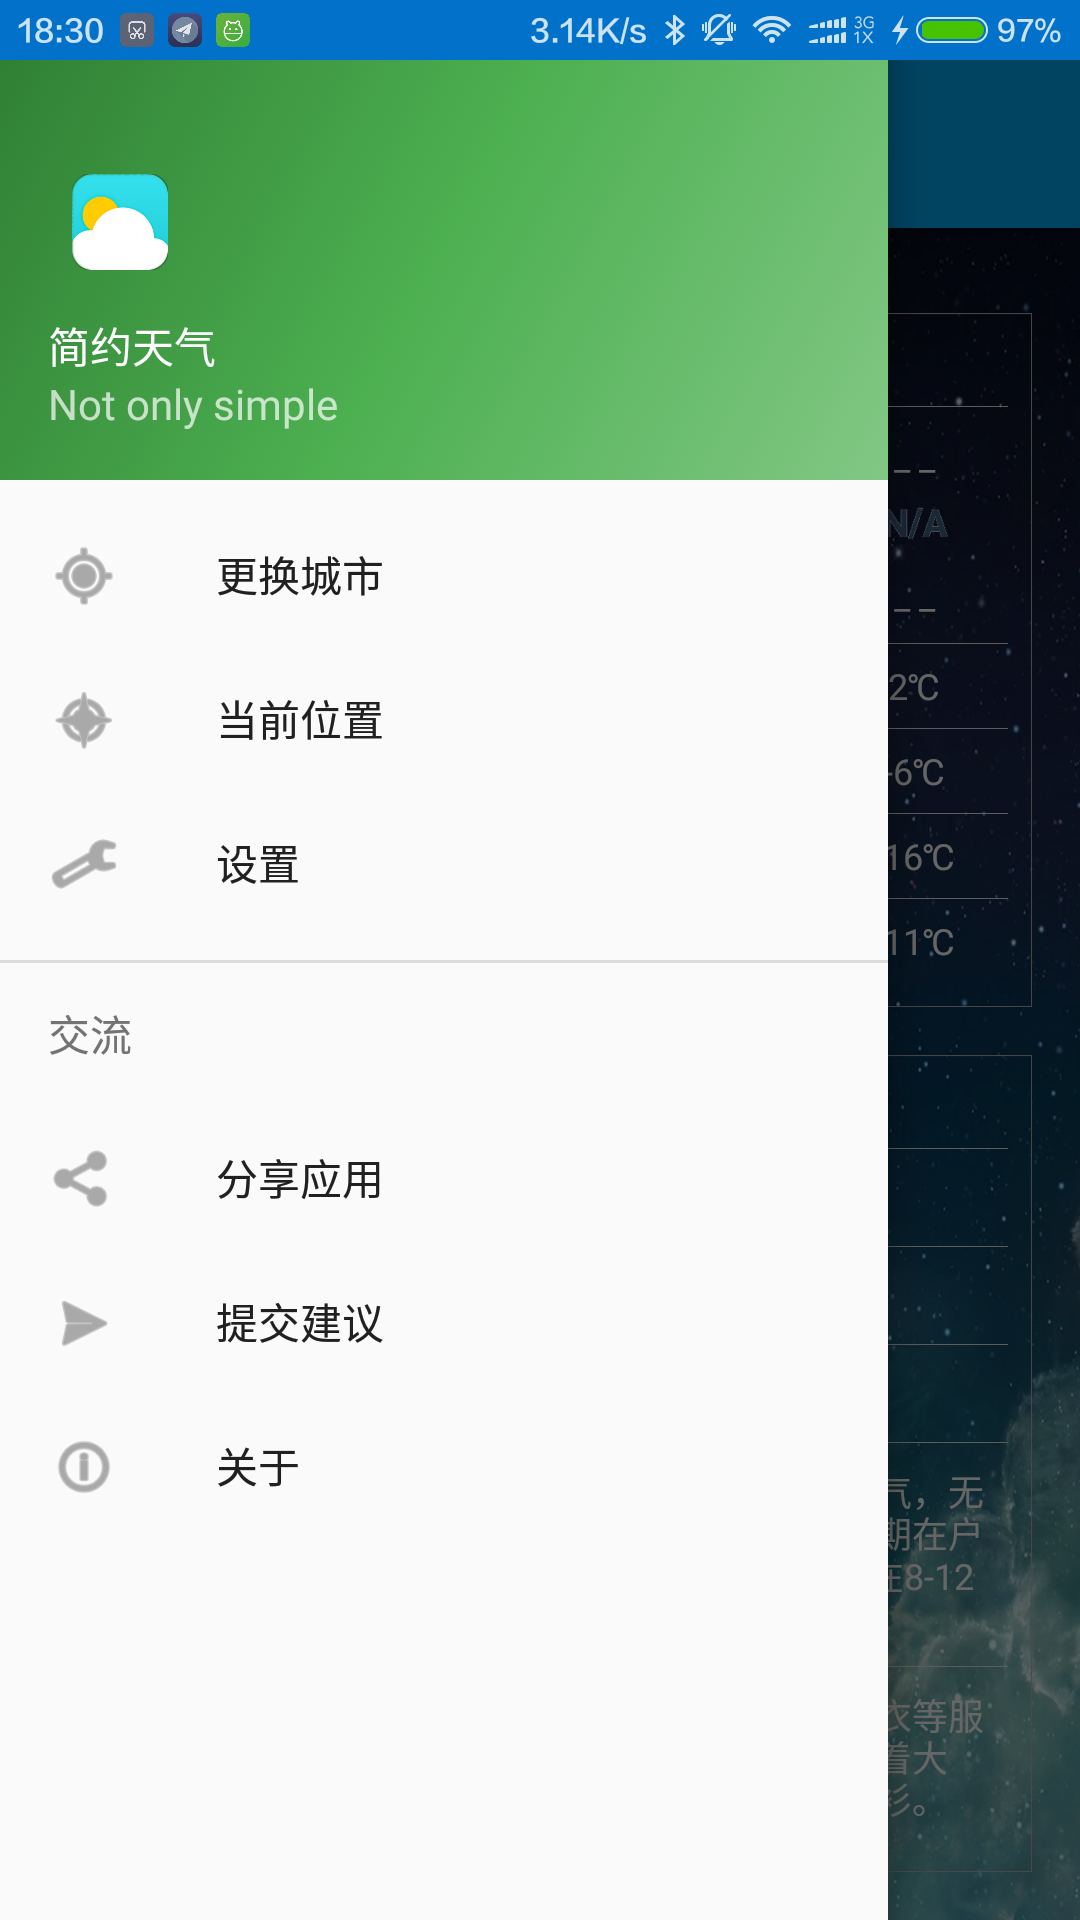 18:30 3.14K/s 3G 1X 97%
简约天气
Not only simple
更换城市
当前位置
设置
交流
分享应用
提交建议
关于
--
N/A
--
2℃
-6℃
16℃
11℃
气，无
期在户
8-12
衣等服
着大
衫。